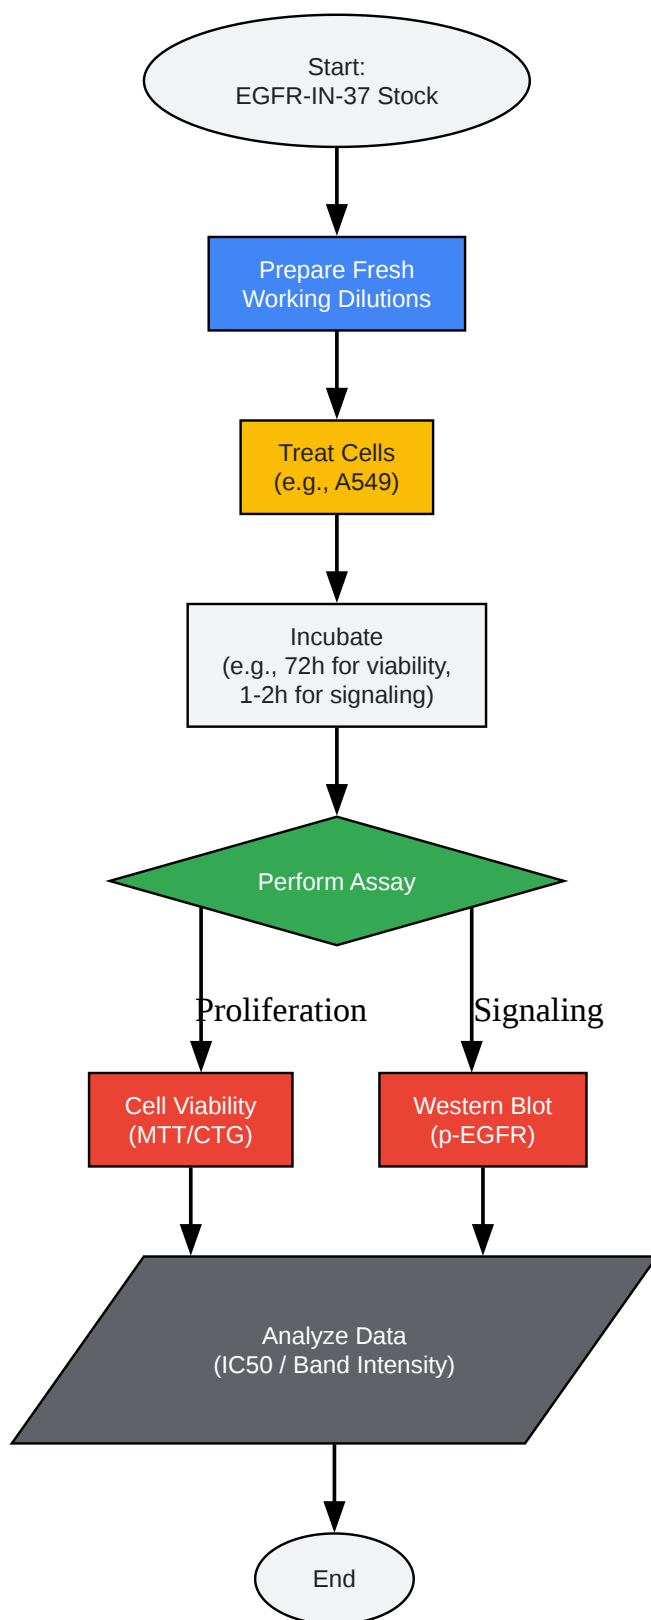 Start:
EGFR-IN-37 Stock
Prepare Fresh
Working Dilutions
Treat Cells
(e.g., A549)
Incubate
(e.g., 72h for viability,
1-2h for signaling)
Perform Assay
Proliferation
Signaling
Cell Viability
(MTT/CTG)
Western Blot
(p-EGFR)
Analyze Data
(IC50 / Band Intensity)
End